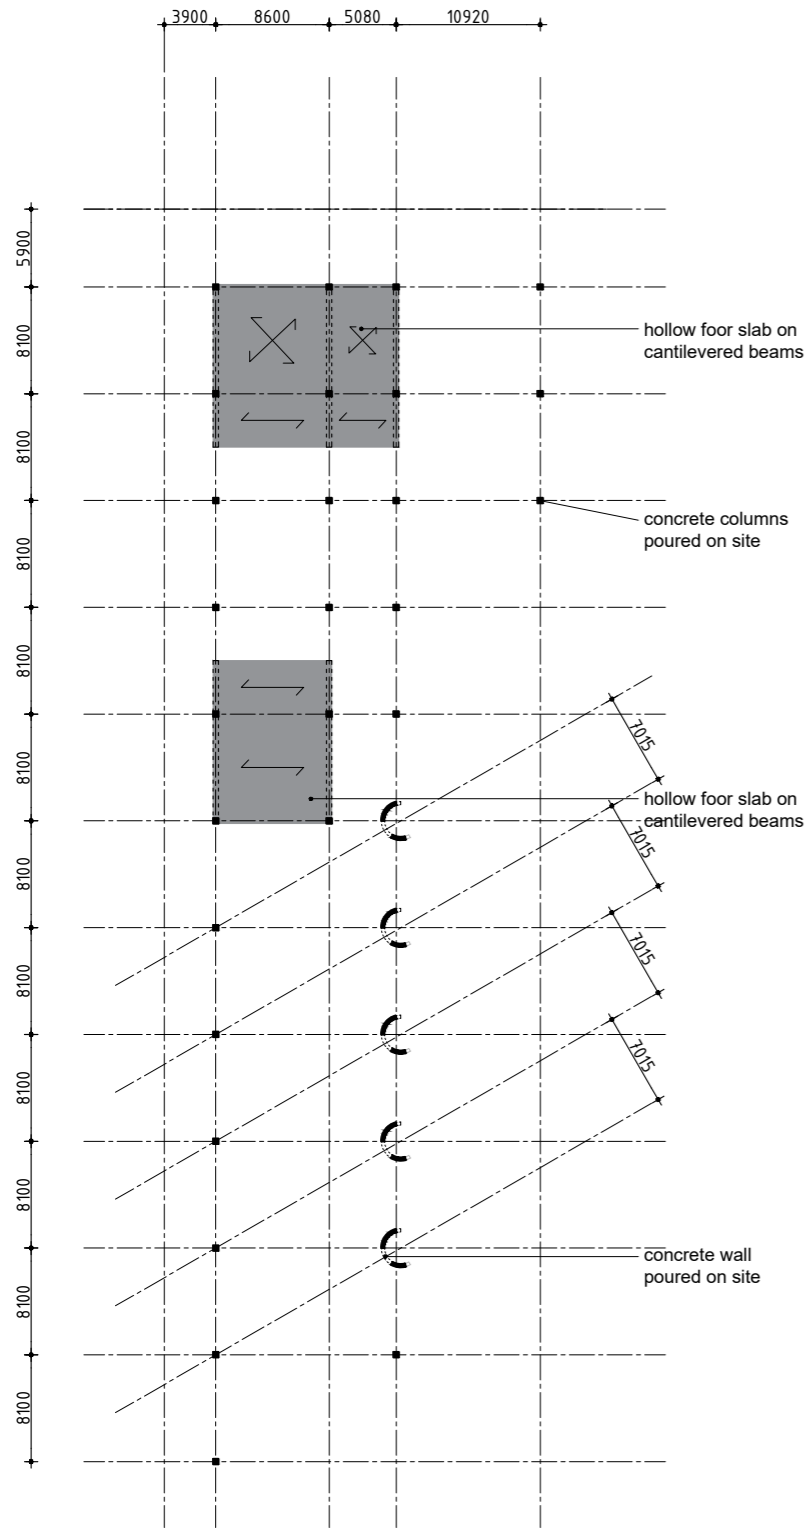 3900 8600 5080 10920
5900
8100
hollow foor slab on
cantilevered beams
8100
concrete columns
poured on site
8100
8100
7015
8100
hollow foor slab on
cantilevered beams
7015
8100
7015
8100
7015
8100
8100
concrete wall
poured on site
8100
8100